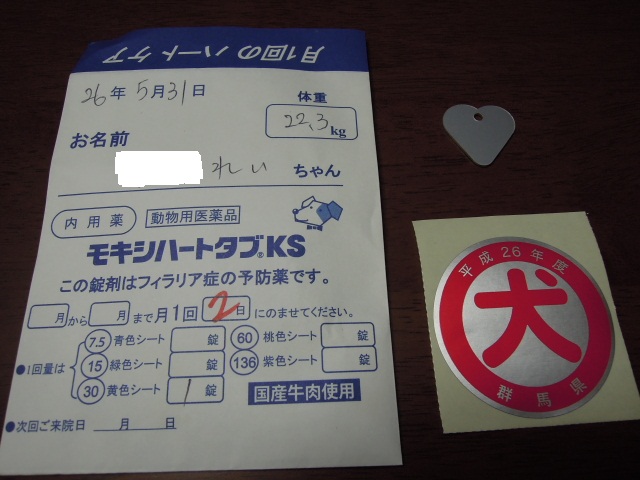 月1回の ハートケア
26年 5月31日
体重
22.3kg
お名前
れい ちゃん
内用薬 動物用医薬品
モキシハートタブ®KS
この錠剤はフィラリア症の予防薬です。
月から 月まで月1回 2日 にのませてください。
●1回量は
7.5 青色シート 錠 60 桃色シート 錠
15 緑色シート 錠 136 紫色シート 錠
30 黄色シート 1 錠 国産牛肉使用
●次回ご来院日 月 日
平成26年度
犬
群馬県